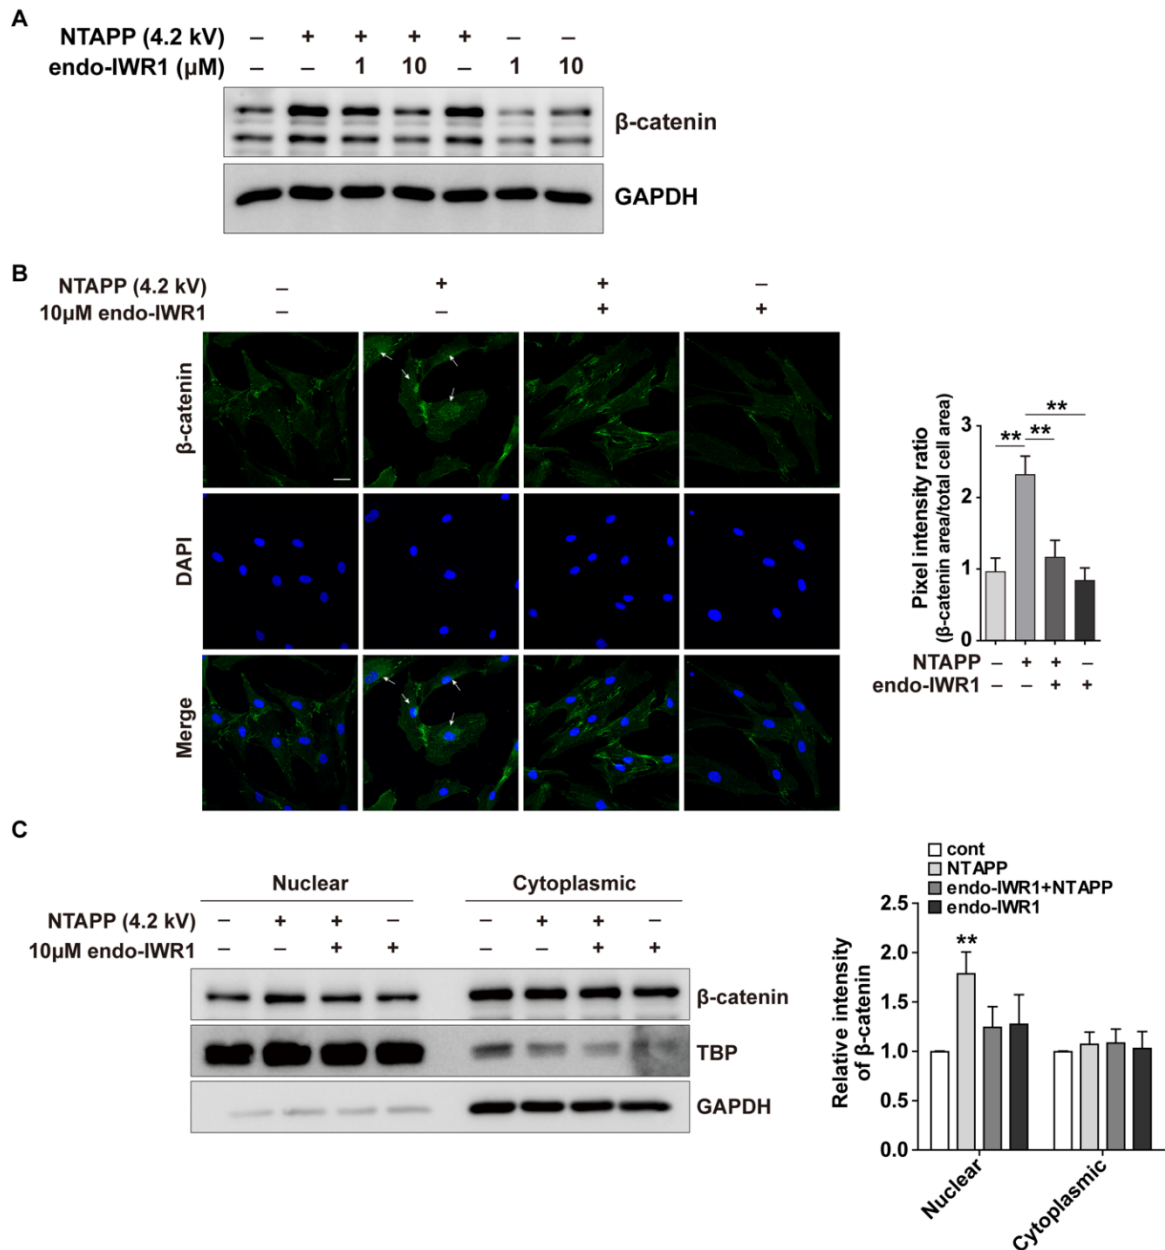 A
NTAPP (4.2 kV) – + + + + – –
endo-IWR1 (μM) – – 1 10 – 1 10
β-catenin
GAPDH
B
NTAPP (4.2 kV) – + + –
10μM endo-IWR1 – – + +
β-catenin
DAPI
Merge
Pixel intensity ratio
(β-catenin area/total cell area)
3
2
1
0
** ** **
NTAPP – + + –
endo-IWR1 – – + +
C
Nuclear Cytoplasmic
NTAPP (4.2 kV) – + + – – + + –
10μM endo-IWR1 – – + + – – + +
β-catenin
TBP
GAPDH
cont
NTAPP
endo-IWR1+NTAPP
endo-IWR1
Relative intensity
of β-catenin
2.5
2.0
1.5
1.0
0.5
0.0
**
Nuclear
Cytoplasmic